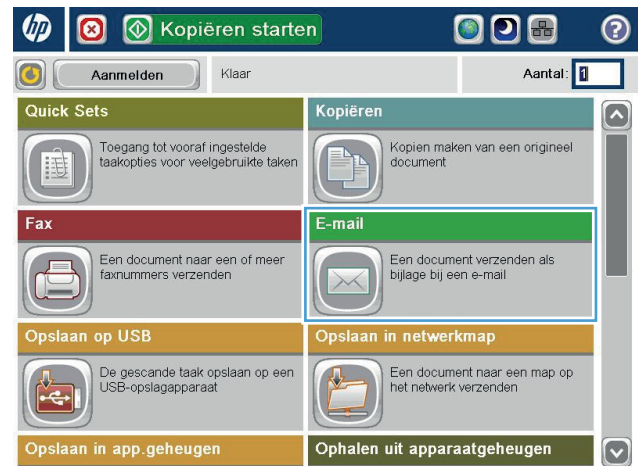 hp
Kopiëren starten
?
Aanmelden
Klaar
Aantal: 1
Quick Sets
Toegang tot vooraf ingestelde
taakopties voor veelgebruikte taken
Kopiëren
Kopien maken van een origineel
document
Fax
Een document naar een of meer
faxnummers verzenden
E-mail
Een document verzenden als
bijlage bij een e-mail
Opslaan op USB
De gescande taak opslaan op een
USB-opslagapparaat
Opslaan in netwerkmap
Een document naar een map op
het netwerk verzenden
Opslaan in app.geheugen
Ophalen uit apparaatgeheugen